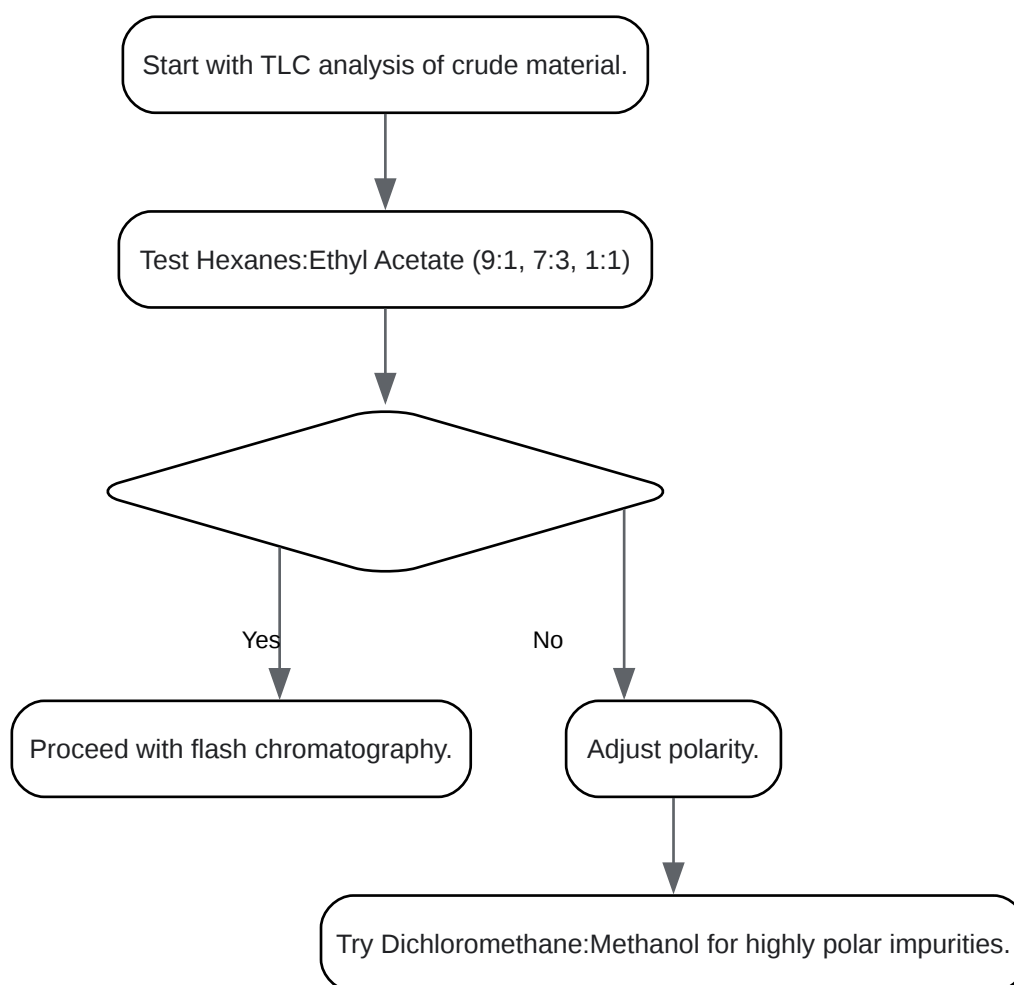 Start with TLC analysis of crude material.
Test Hexanes:Ethyl Acetate (9:1, 7:3, 1:1)
Yes
No
Proceed with flash chromatography.
Adjust polarity.
Try Dichloromethane:Methanol for highly polar impurities.